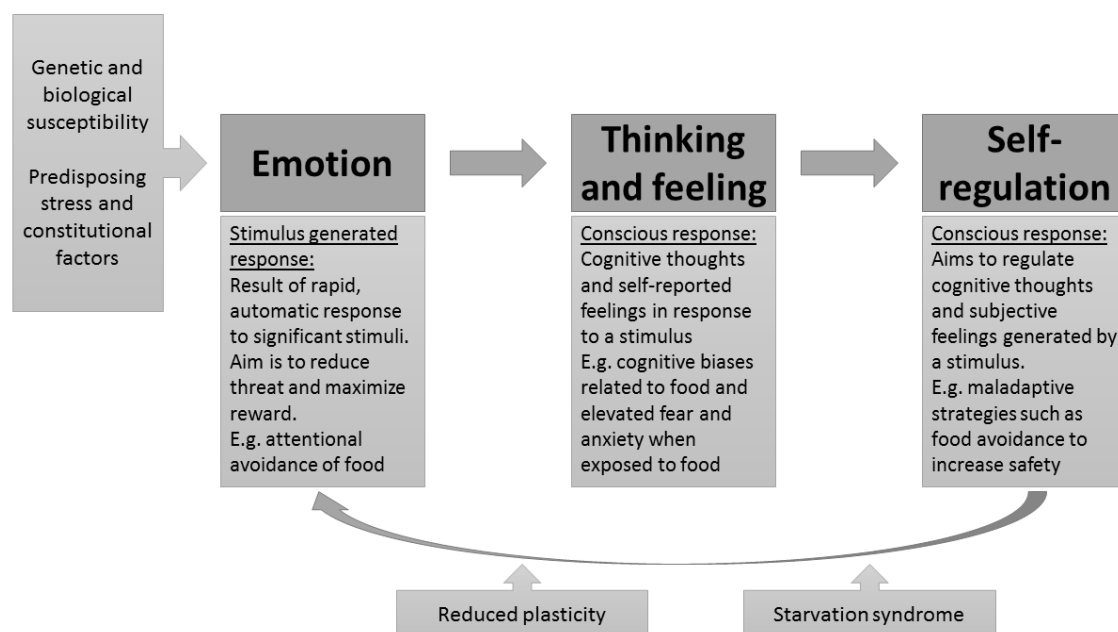 Genetic and
biological
susceptibility
Predisposing
stress and
constitutional
factors
Emotion
Stimulus generated
response:
Result of rapid,
automatic response
to significant stimuli.
Aim is to reduce
threat and maximize
reward.
E.g. attentional
avoidance of food
Thinking
and feeling
Conscious response:
Cognitive thoughts
and self-reported
feelings in response
to a stimulus
E.g. cognitive biases
related to food and
elevated fear and
anxiety when
exposed to food
Self-
regulation
Conscious response:
Aims to regulate
cognitive thoughts
and subjective
feelings generated by
a stimulus.
E.g. maladaptive
strategies such as
food avoidance to
increase safety
Reduced plasticity
Starvation syndrome